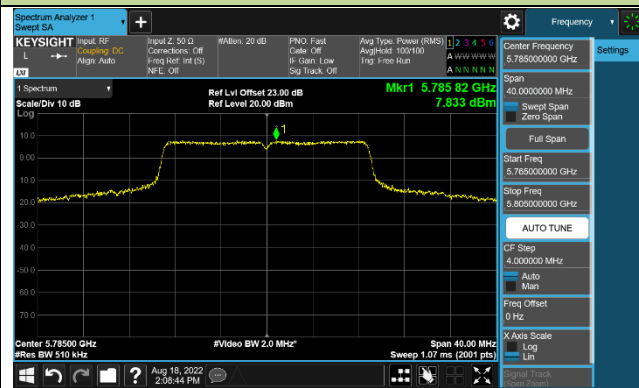 Spectrum Analyzer 1
Swept SA
Frequency
KEYSIGHT
Input: RF
Coupling: DC
Align: Auto
Input Z: 50 Ω
Corrections: Off
Freq Ref: Int (S)
NFE: Off
#Atten: 20 dB
PNO: Fast
Gate: Off
IF Gain: Low
Sig Track: Off
Avg Type: Power (RMS)
Avg|Hold: 100/100
Trig: Free Run
1 2 3 4 5 6
A W W W W W
A N N N N N
L
LXI
1 Spectrum
Scale/Div 10 dB
Log
Ref Lvl Offset 23.00 dB
Ref Level 20.00 dBm
Mkr1 5.785 82 GHz
7.833 dBm
1
10.0
0.00
-10.0
-20.0
-30.0
-40.0
-50.0
-60.0
-70.0
Center 5.78500 GHz
#Res BW 510 kHz
#Video BW 2.0 MHz*
Span 40.00 MHz
Sweep 1.07 ms (2001 pts)
Center Frequency
5.785000000 GHz
Settings
Span
40.0000000 MHz
Swept Span
Zero Span
Full Span
Start Freq
5.765000000 GHz
Stop Freq
5.805000000 GHz
AUTO TUNE
CF Step
4.000000 MHz
Auto
Man
Freq Offset
0 Hz
X Axis Scale
Log
Lin
Signal Track
(Span Zoom)
Aug 18, 2022
2:08:44 PM